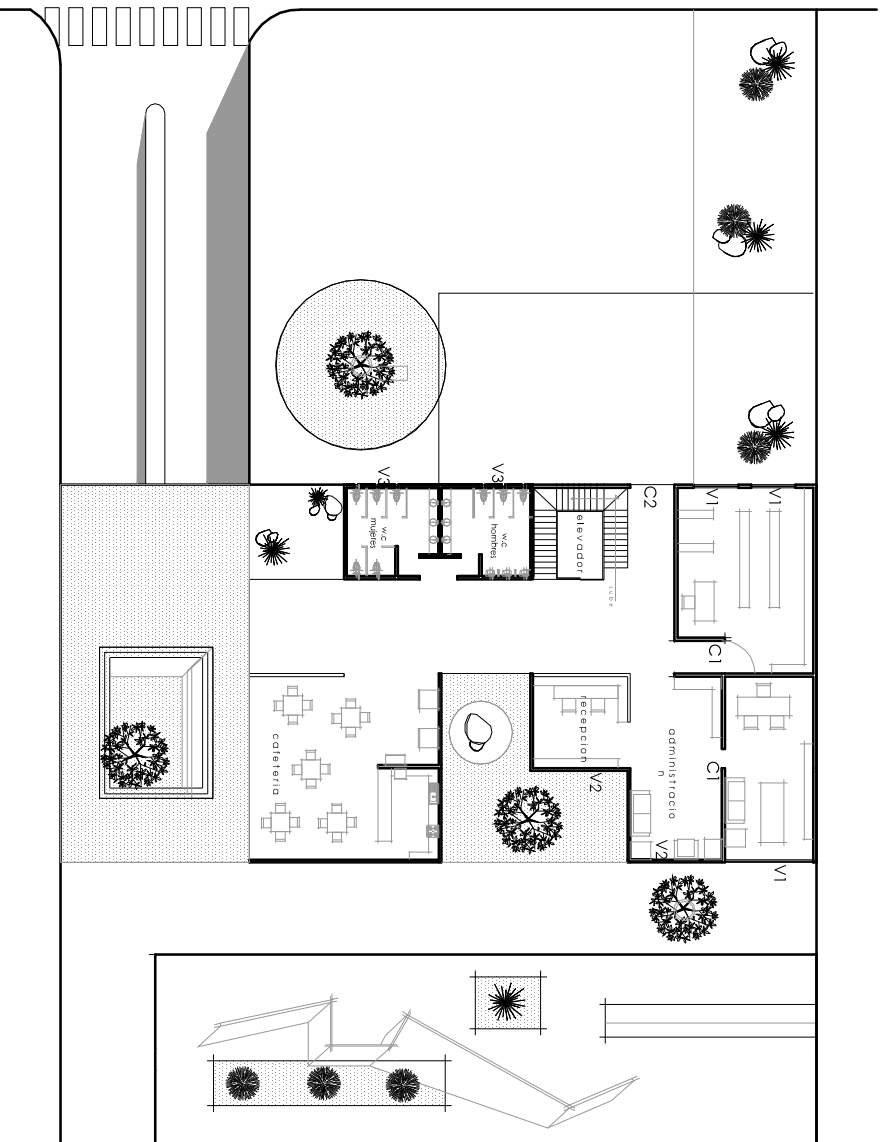 V3
V3
C2
V1
V1
w.c
mujeres
w.c
hombres
elevador
sube
C1
cafeteria
recepcion
administracio
n
V2
C1
V2
V1